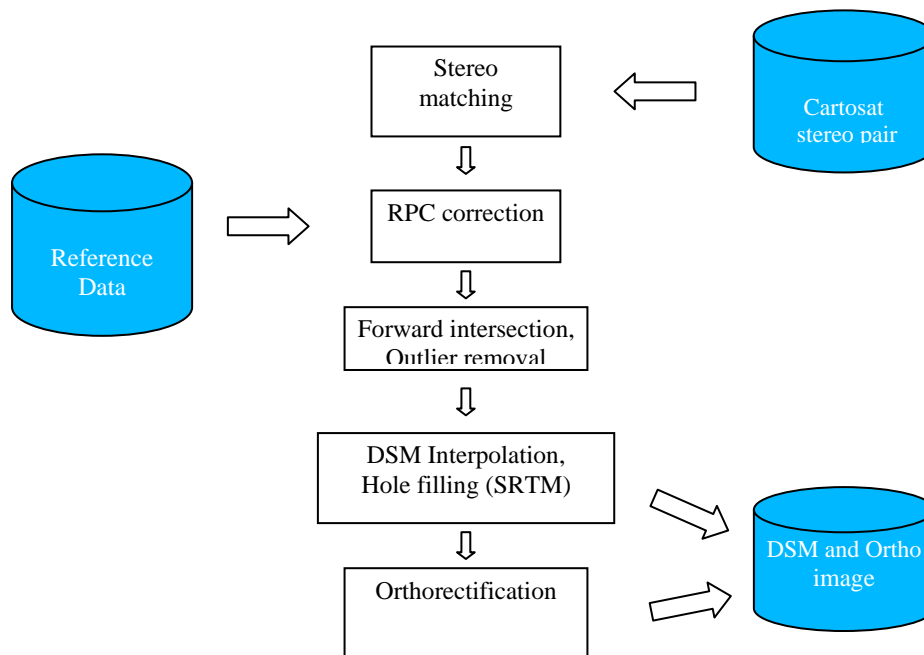 Stereo
matching
Cartosat
stereo pair
RPC correction
Reference
Data
Forward intersection,
Outlier removal
DSM Interpolation,
Hole filling (SRTM)
DSM and Ortho
image
Orthorectification